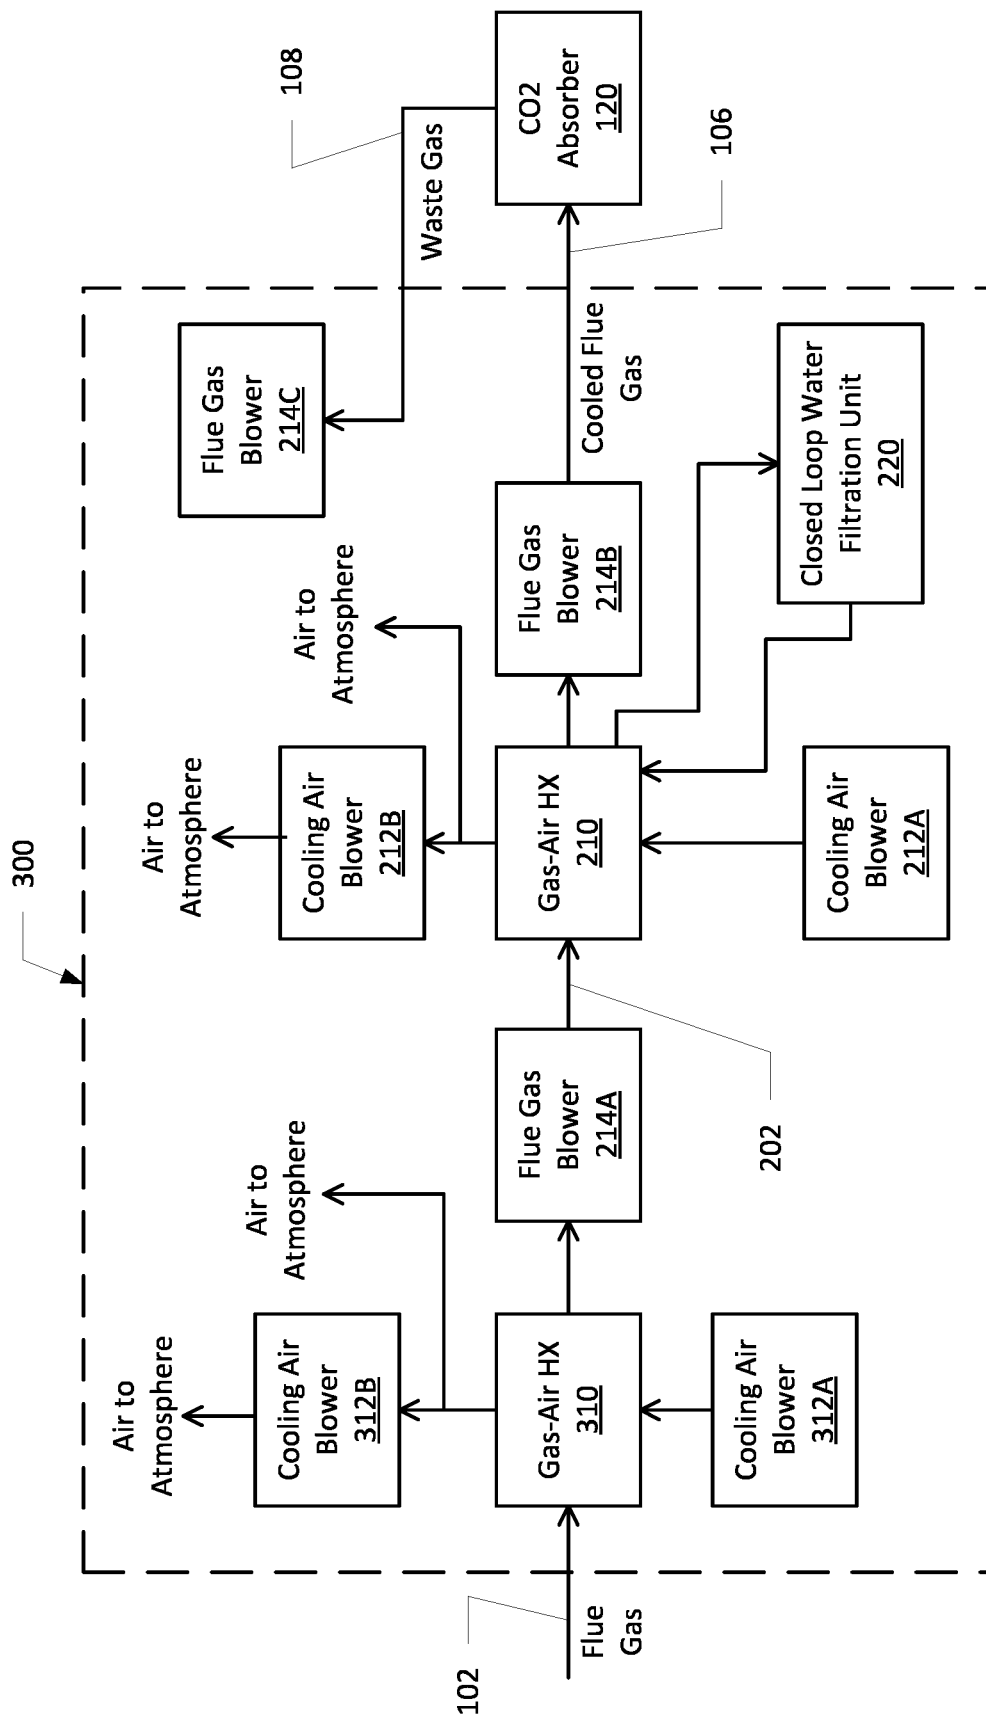 300
108
Air to
Atmosphere
Air to
Atmosphere
Air to
Atmosphere
Air to
Atmosphere
Flue Gas
Blower
214C
Waste Gas
Cooling Air
Blower
312B
Cooling Air
Blower
212B
102
Flue
Gas
Gas-Air HX
310
Flue Gas
Blower
214A
Gas-Air HX
210
Flue Gas
Blower
214B
Cooled Flue
Gas
CO2
Absorber
120
106
202
Cooling Air
Blower
312A
Cooling Air
Blower
212A
Closed Loop Water
Filtration Unit
220